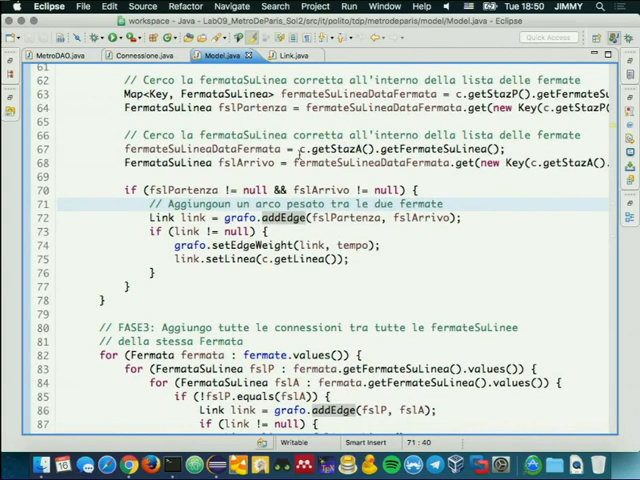 Eclipse File Edit Source Refactor Navigate Search Project Run Window Help Tue 18:50 JIMMY
workspace - Java - Lab09_MetroDeParis_Sol2/src/it/polito/tdp/metrodeparis/model/Model.java - Eclipse
Quick Access
MetroDAO.java Connessione.java Model.java Link.java
61
62 // Cerco la fermataSuLinea corretta all'interno della lista delle fermate
63 Map<Key, FermataSuLinea> fermateSuLineaDataFermata = c.getStazP().getFermateSu
64 FermataSuLinea fslPartenza = fermateSuLineaDataFermata.get(new Key(c.getStazP(
65
66 // Cerco la fermataSuLinea corretta all'interno della lista delle fermate
67 fermateSuLineaDataFermata = c.getStazA().getFermateSuLinea();
68 FermataSuLinea fslArrivo = fermateSuLineaDataFermata.get(new Key(c.getStazA().
69
70 if (fslPartenza != null && fslArrivo != null) {
71 // Aggiungoun un arco pesato tra le due fermate
72 Link link = grafo.addEdge(fslPartenza, fslArrivo);
73 if (link != null) {
74 grafo.setEdgeWeight(link, tempo);
75 link.setLinea(c.getLinea());
76 }
77 }
78 }
79
80 // FASE3: Aggiungo tutte le connessioni tra tutte le fermateSuLinee
81 // della stessa Fermata
82 for (Fermata fermata : fermate.values()) {
83 for (FermataSuLinea fslP : fermata.getFermateSuLinea().values()) {
84 for (FermataSuLinea fslA : fermata.getFermateSuLinea().values()) {
85 if (!fslP.equals(fslA)) {
86 Link link = grafo.addEdge(fslP, fslA);
87 if (link != null) {
Writable Smart Insert 71 : 40